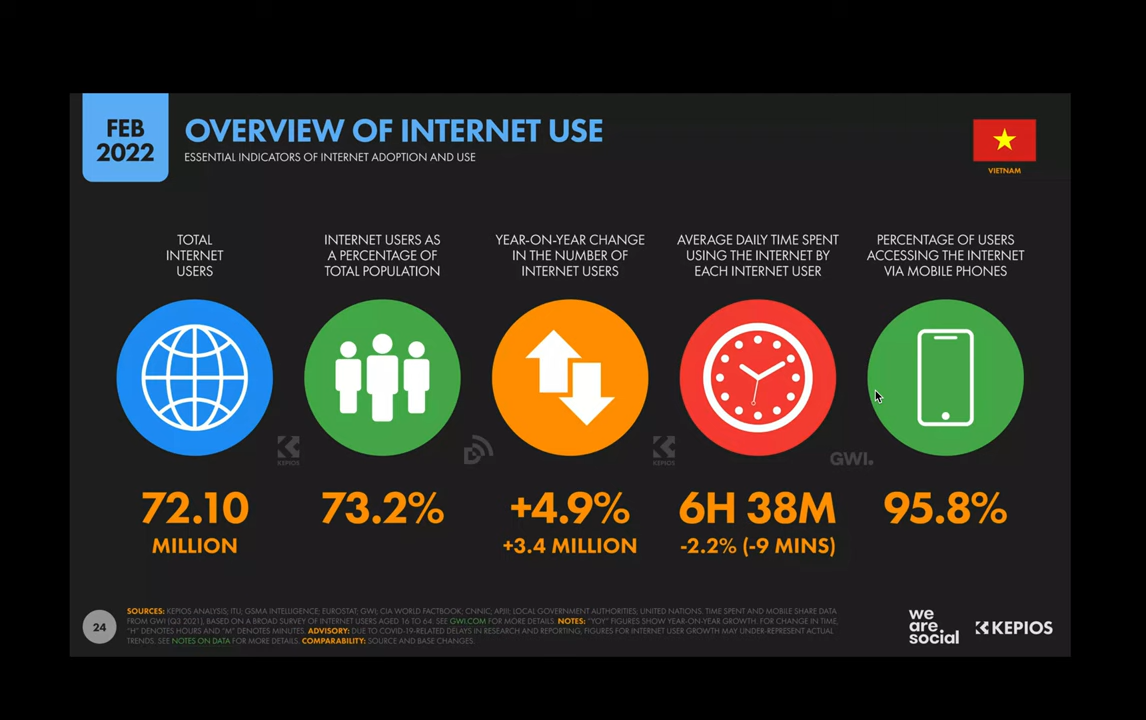 FEB
2022
OVERVIEW OF INTERNET USE
ESSENTIAL INDICATORS OF INTERNET ADOPTION AND USE
VIETNAM
TOTAL
INTERNET
USERS
INTERNET USERS AS
A PERCENTAGE OF
TOTAL POPULATION
YEAR-ON-YEAR CHANGE
IN THE NUMBER OF
INTERNET USERS
AVERAGE DAILY TIME SPENT
USING THE INTERNET BY
EACH INTERNET USER
PERCENTAGE OF USERS
ACCESSING THE INTERNET
VIA MOBILE PHONES
KEPIOS
KEPIOS
GWI.
72.10
MILLION
73.2%
+4.9%
+3.4 MILLION
6H 38M
-2.2% (-9 MINS)
95.8%
24
SOURCES: KEPIOS ANALYSIS; ITU; GSMA INTELLIGENCE; EUROSTAT; GWI; CIA WORLD FACTBOOK; CNNIC; APJII; LOCAL GOVERNMENT AUTHORITIES; UNITED NATIONS. TIME SPENT AND MOBILE SHARE DATA
FROM GWI (Q3 2021), BASED ON A BROAD SURVEY OF INTERNET USERS AGED 16 TO 64. SEE GWI.COM FOR MORE DETAILS. NOTES: "YOY" FIGURES SHOW YEAR-ON-YEAR GROWTH. FOR CHANGE IN TIME,
"H" DENOTES HOURS AND "M" DENOTES MINUTES. ADVISORY: DUE TO COVID-19-RELATED DELAYS IN RESEARCH AND REPORTING, FIGURES FOR INTERNET USER GROWTH MAY UNDER-REPRESENT ACTUAL
TRENDS. SEE NOTES ON DATA FOR MORE DETAILS. COMPARABILITY: SOURCE AND BASE CHANGES.
we
are
social
KEPIOS